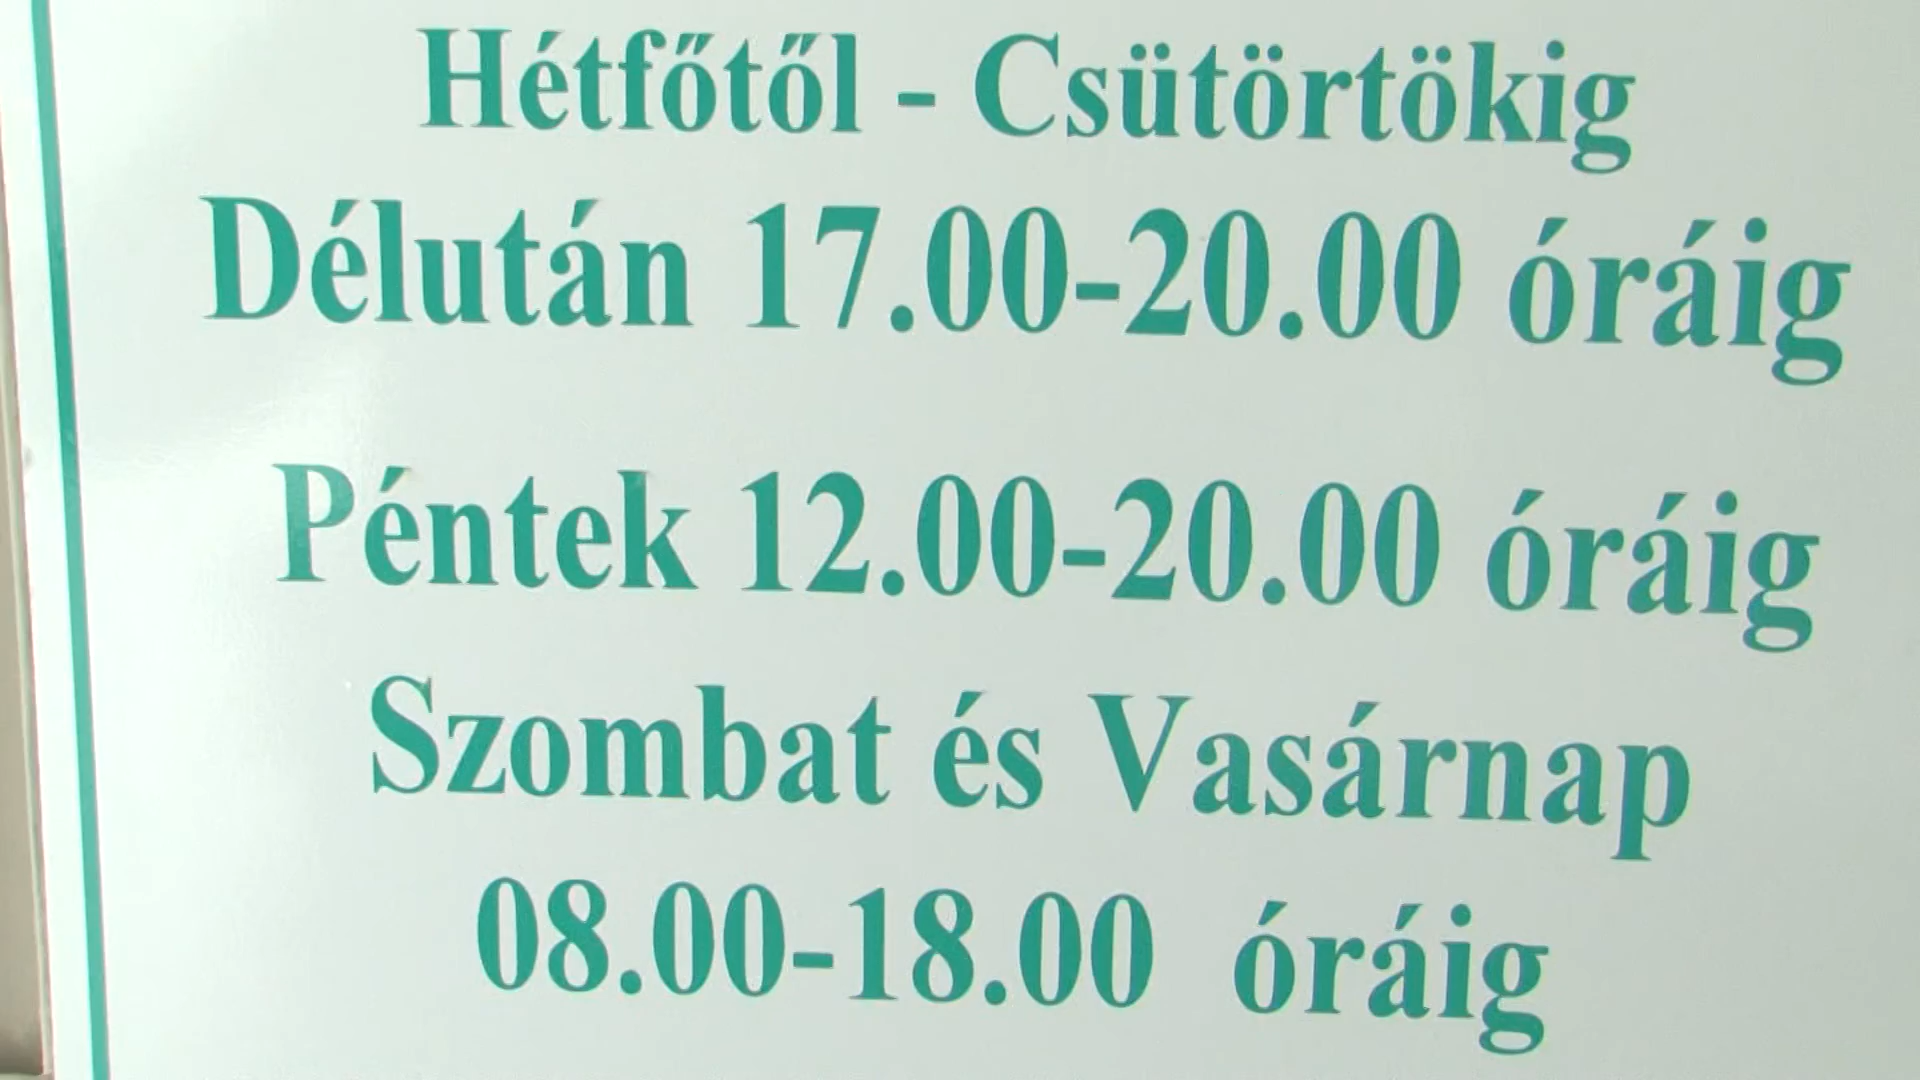 Hétfőtől - Csütörtökig
Délután 17.00-20.00 óráig
Péntek 12.00-20.00 óráig
Szombat és Vasárnap
08.00-18.00 óráig